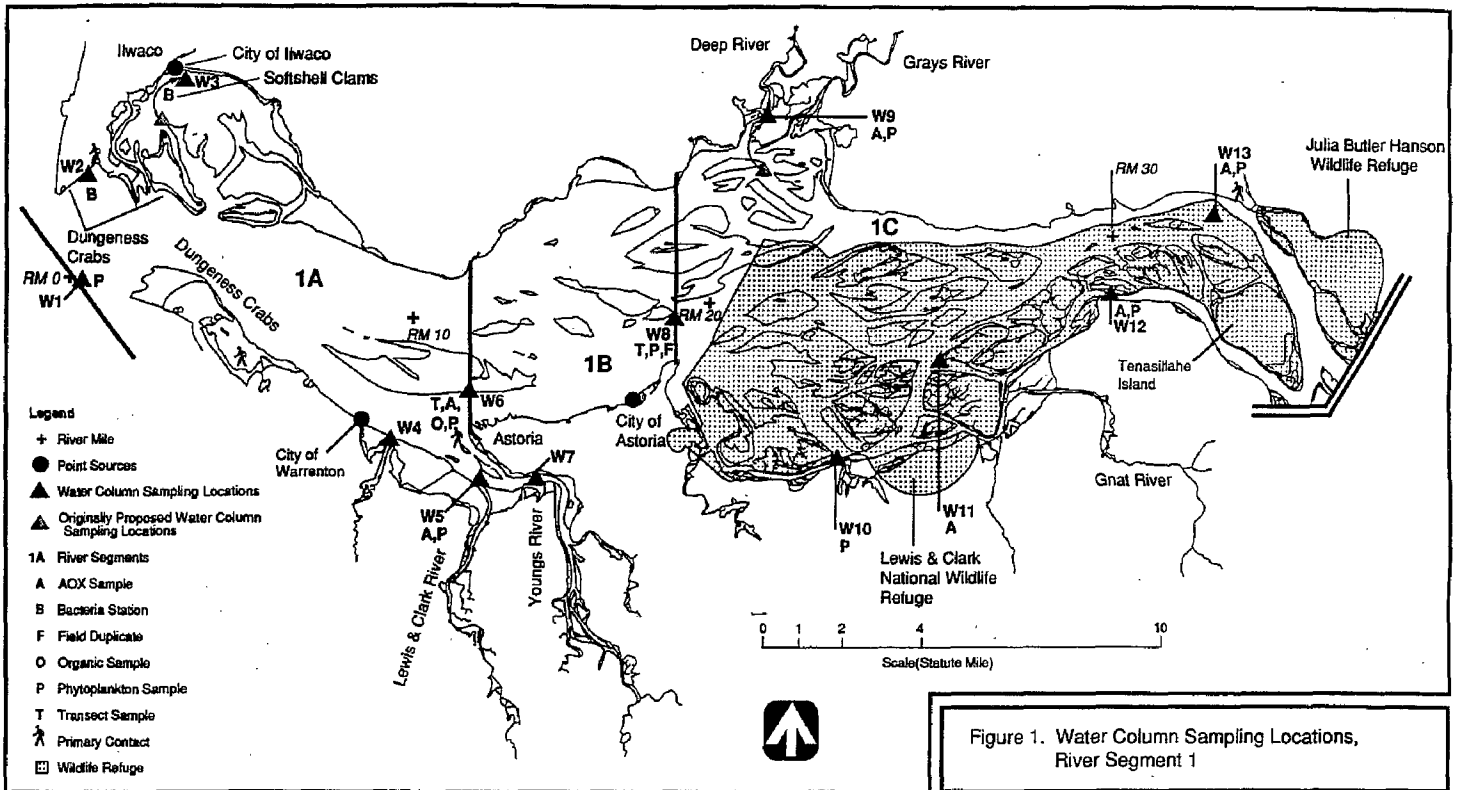 Ilwaco
City of Ilwaco
Softshell Clams
W3
B
W2
B
Dungeness
Crabs
RM 0
P
W1
Dungeness Crabs
1A
RM 10
Deep River
Grays River
W9
A,P
1C
RM 30
W13
A,P
Julia Butler Hanson
Wildlife Refuge
RM 20
W8
T,P,F
1B
A,P
W12
Tenasillahe
Island
W6
T,A,
O,P
Astoria
City of
Astoria
City of
Warrenton
W4
W7
W5
A,P
Lewis & Clark River
Youngs River
W10
P
W11
A
Gnat River
Lewis & Clark
National Wildlife
Refuge
Legend
+ River Mile
Point Sources
Water Column Sampling Locations
Originally Proposed Water Column
Sampling Locations
1A River Segments
A AOX Sample
B Bacteria Station
F Field Duplicate
O Organic Sample
P Phytoplankton Sample
T Transect Sample
Primary Contact
Wildlife Refuge
0 1 2 4 10
Scale(Statute Mile)
Figure 1. Water Column Sampling Locations,
River Segment 1